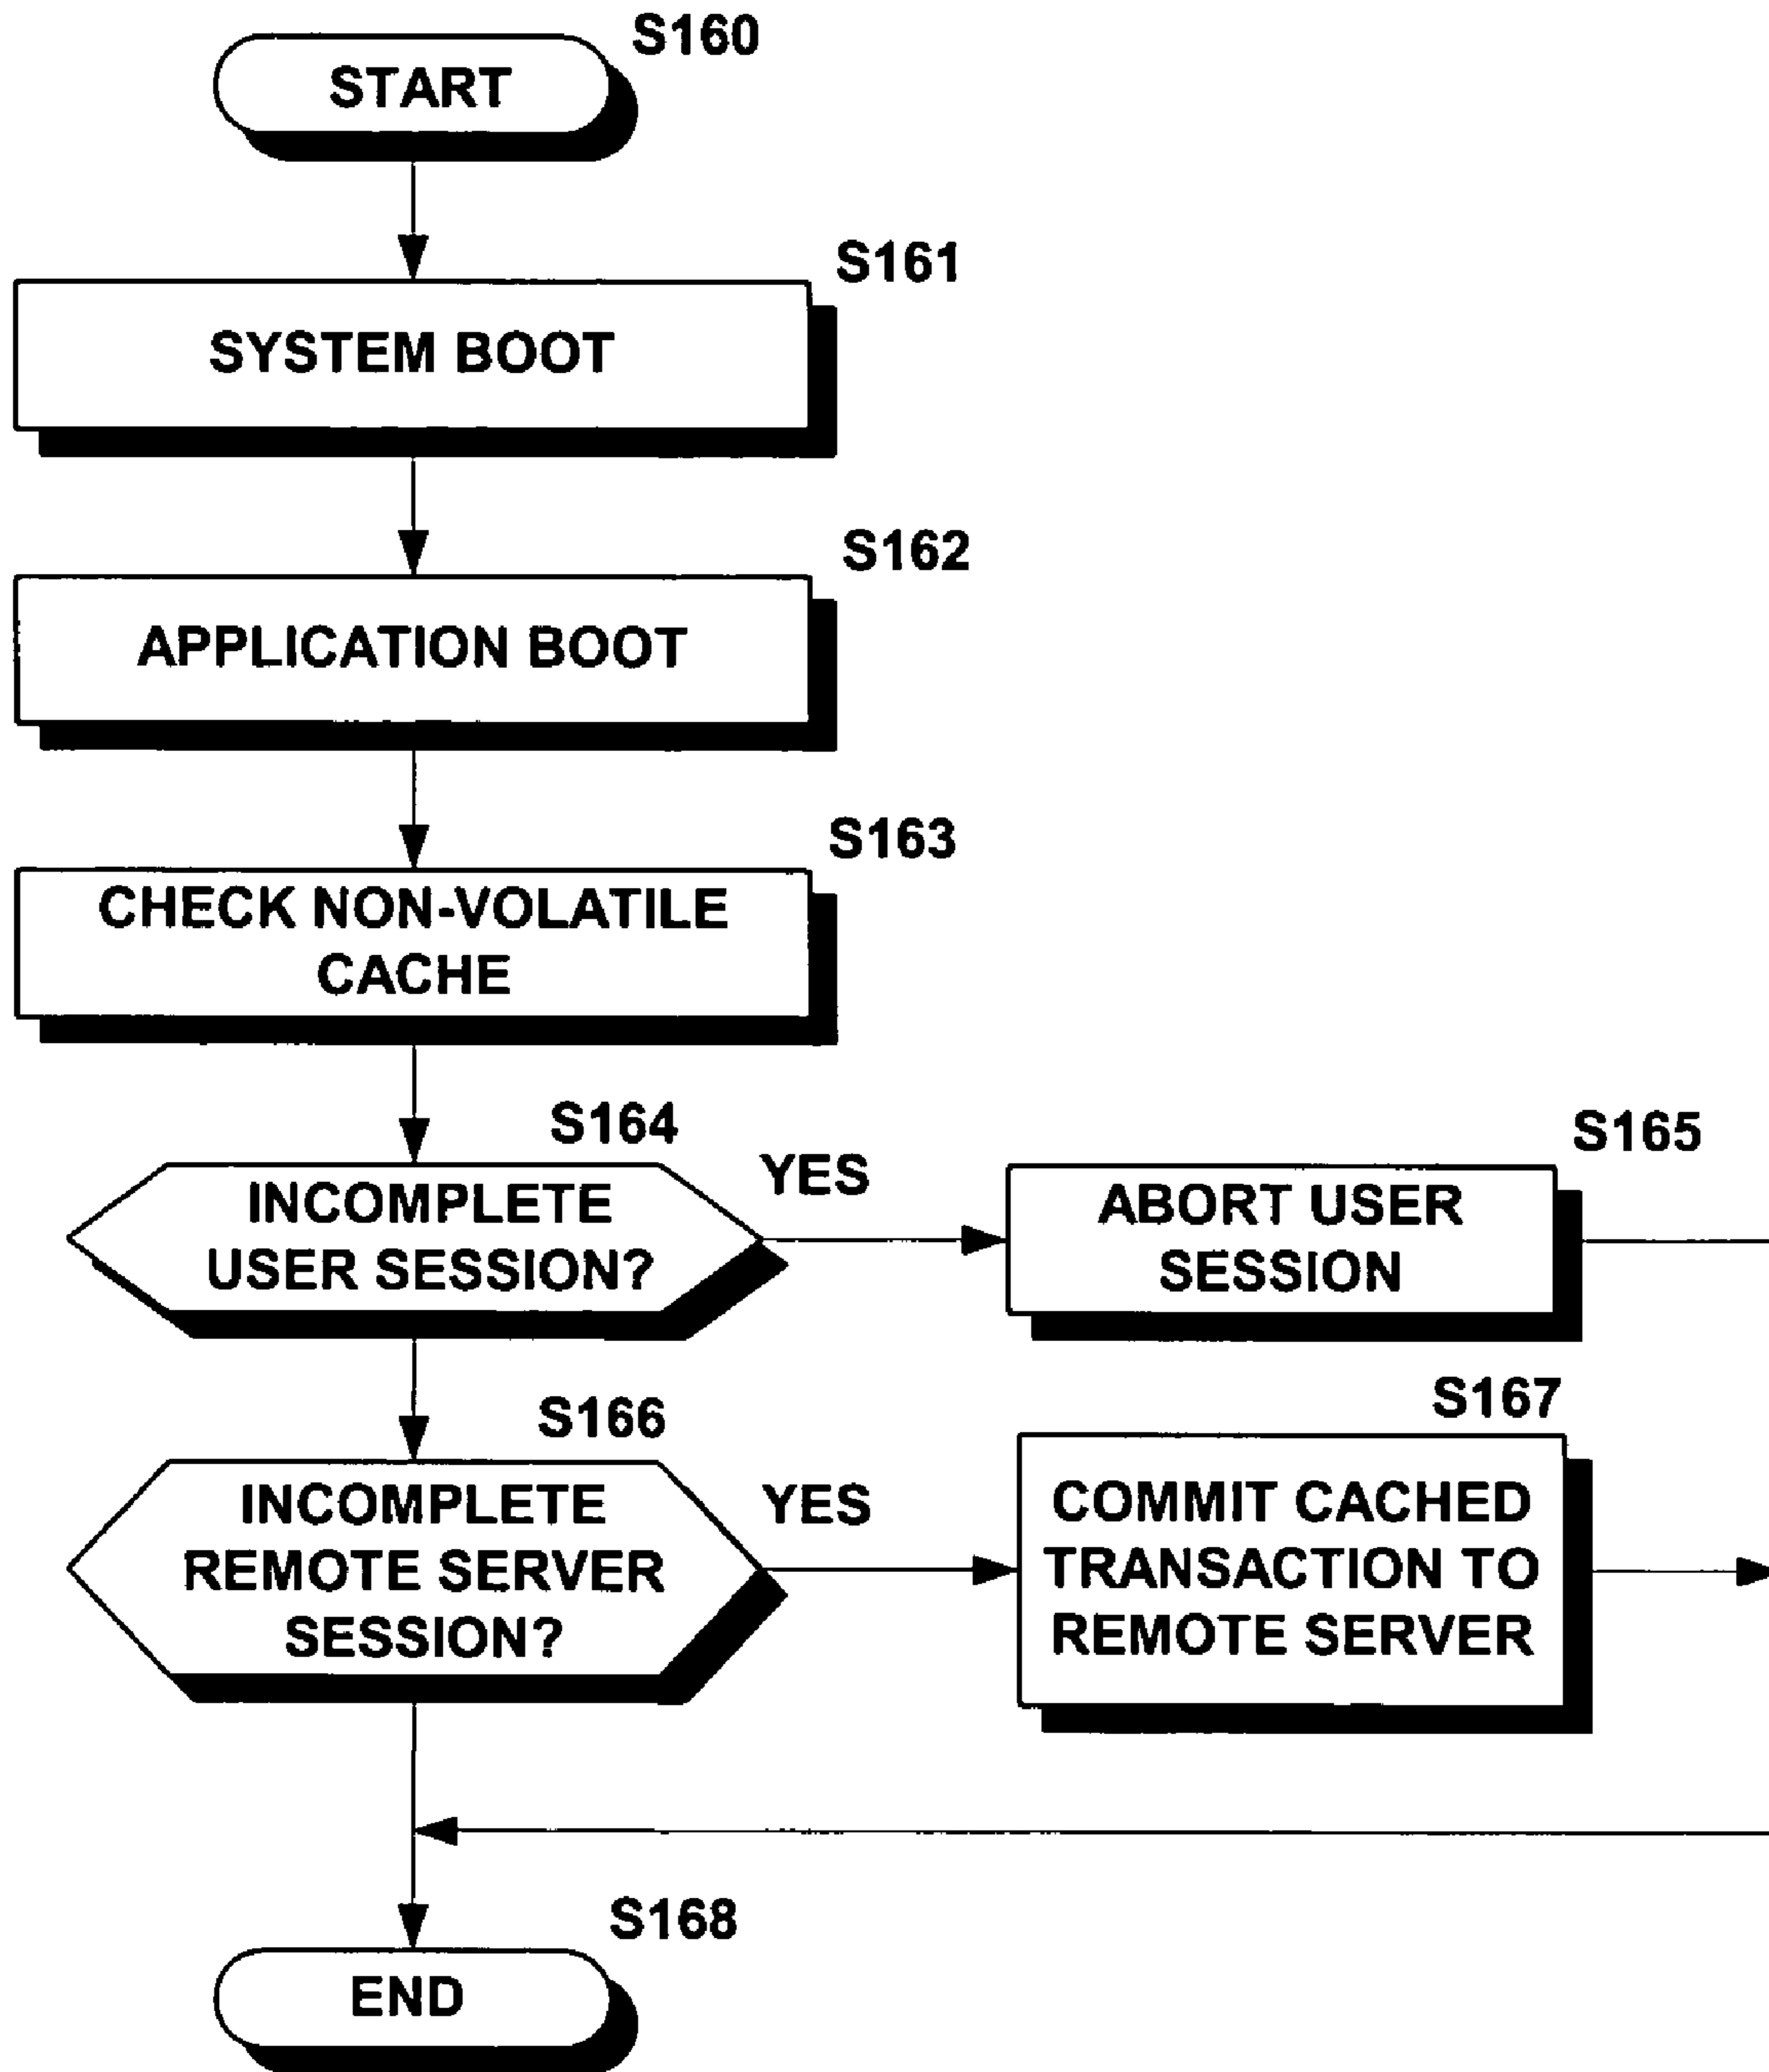 S160
START
S161
SYSTEM BOOT
S162
APPLICATION BOOT
S163
CHECK NON-VOLATILE
CACHE
S164
INCOMPLETE
USER SESSION?
YES
S165
ABORT USER
SESSION
S166
INCOMPLETE
REMOTE SERVER
SESSION?
YES
S167
COMMIT CACHED
TRANSACTION TO
REMOTE SERVER
S168
END